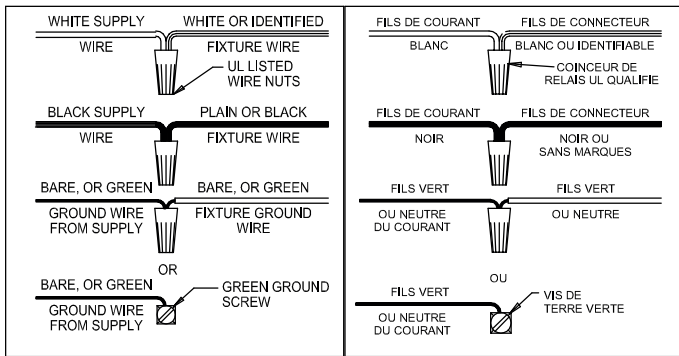 WHITE SUPPLY
WIRE
WHITE OR IDENTIFIED
FIXTURE WIRE
UL LISTED
WIRE NUTS
BLACK SUPPLY
WIRE
PLAIN OR BLACK
FIXTURE WIRE
BARE, OR GREEN
GROUND WIRE
FROM SUPPLY
BARE, OR GREEN
FIXTURE GROUND
WIRE
OR
BARE, OR GREEN
GROUND WIRE
FROM SUPPLY
GREEN GROUND
SCREW
FILS DE COURANT
BLANC
FILS DE CONNECTEUR
BLANC OU IDENTIFIABLE
COINCEUR DE
RELAIS UL QUALIFIE
FILS DE COURANT
NOIR
FILS DE CONNECTEUR
NOIR OU
SANS MARQUES
FILS VERT
OU NEUTRE
DU COURANT
FILS VERT
OU NEUTRE
OU
FILS VERT
OU NEUTRE
DU COURANT
VIS DE
TERRE VERTE